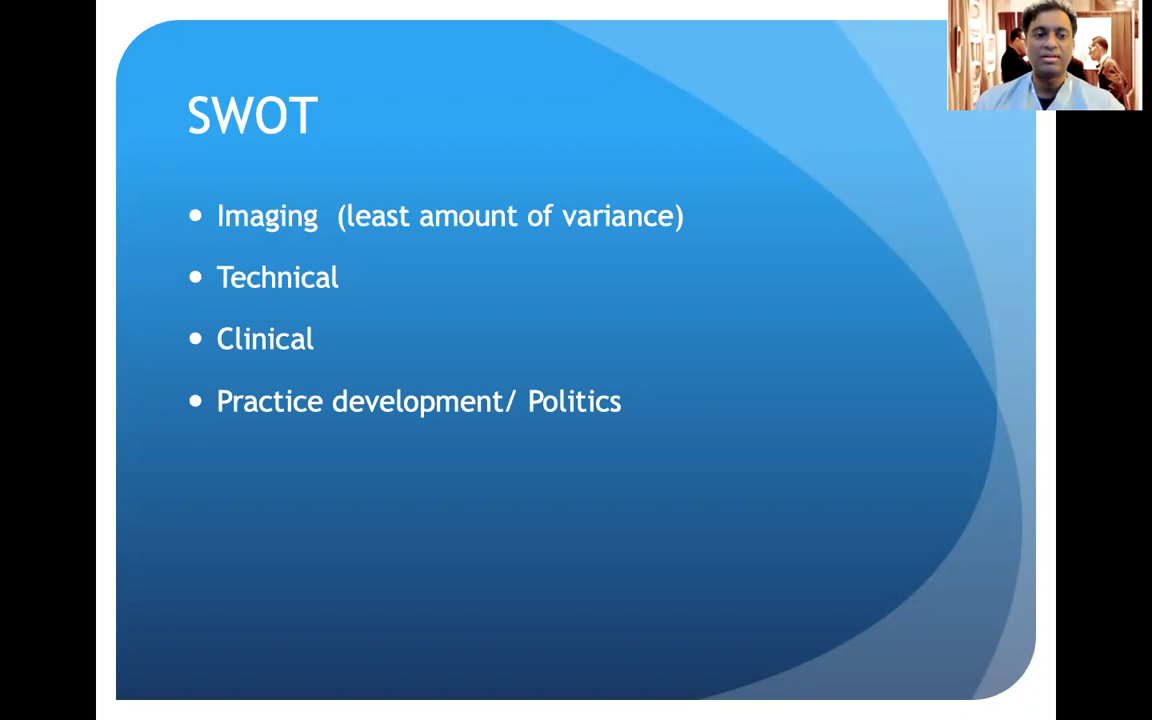 SWOT
• Imaging (least amount of variance)
• Technical
• Clinical
• Practice development/ Politics